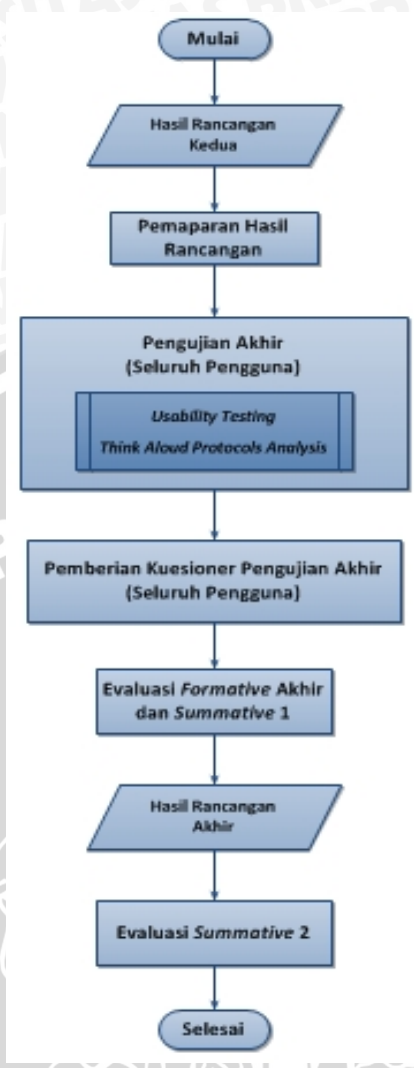 Mulai
Hasil Rancangan
Kedua
Pemaparan Hasil
Rancangan
Pengujian Akhir
(Seluruh Pengguna)
Usability Testing
Think Aloud Protocols Analysis
Pemberian Kuesioner Pengujian Akhir
(Seluruh Pengguna)
Evaluasi Formative Akhir
dan Summative 1
Hasil Rancangan
Akhir
Evaluasi Summative 2
Selesai